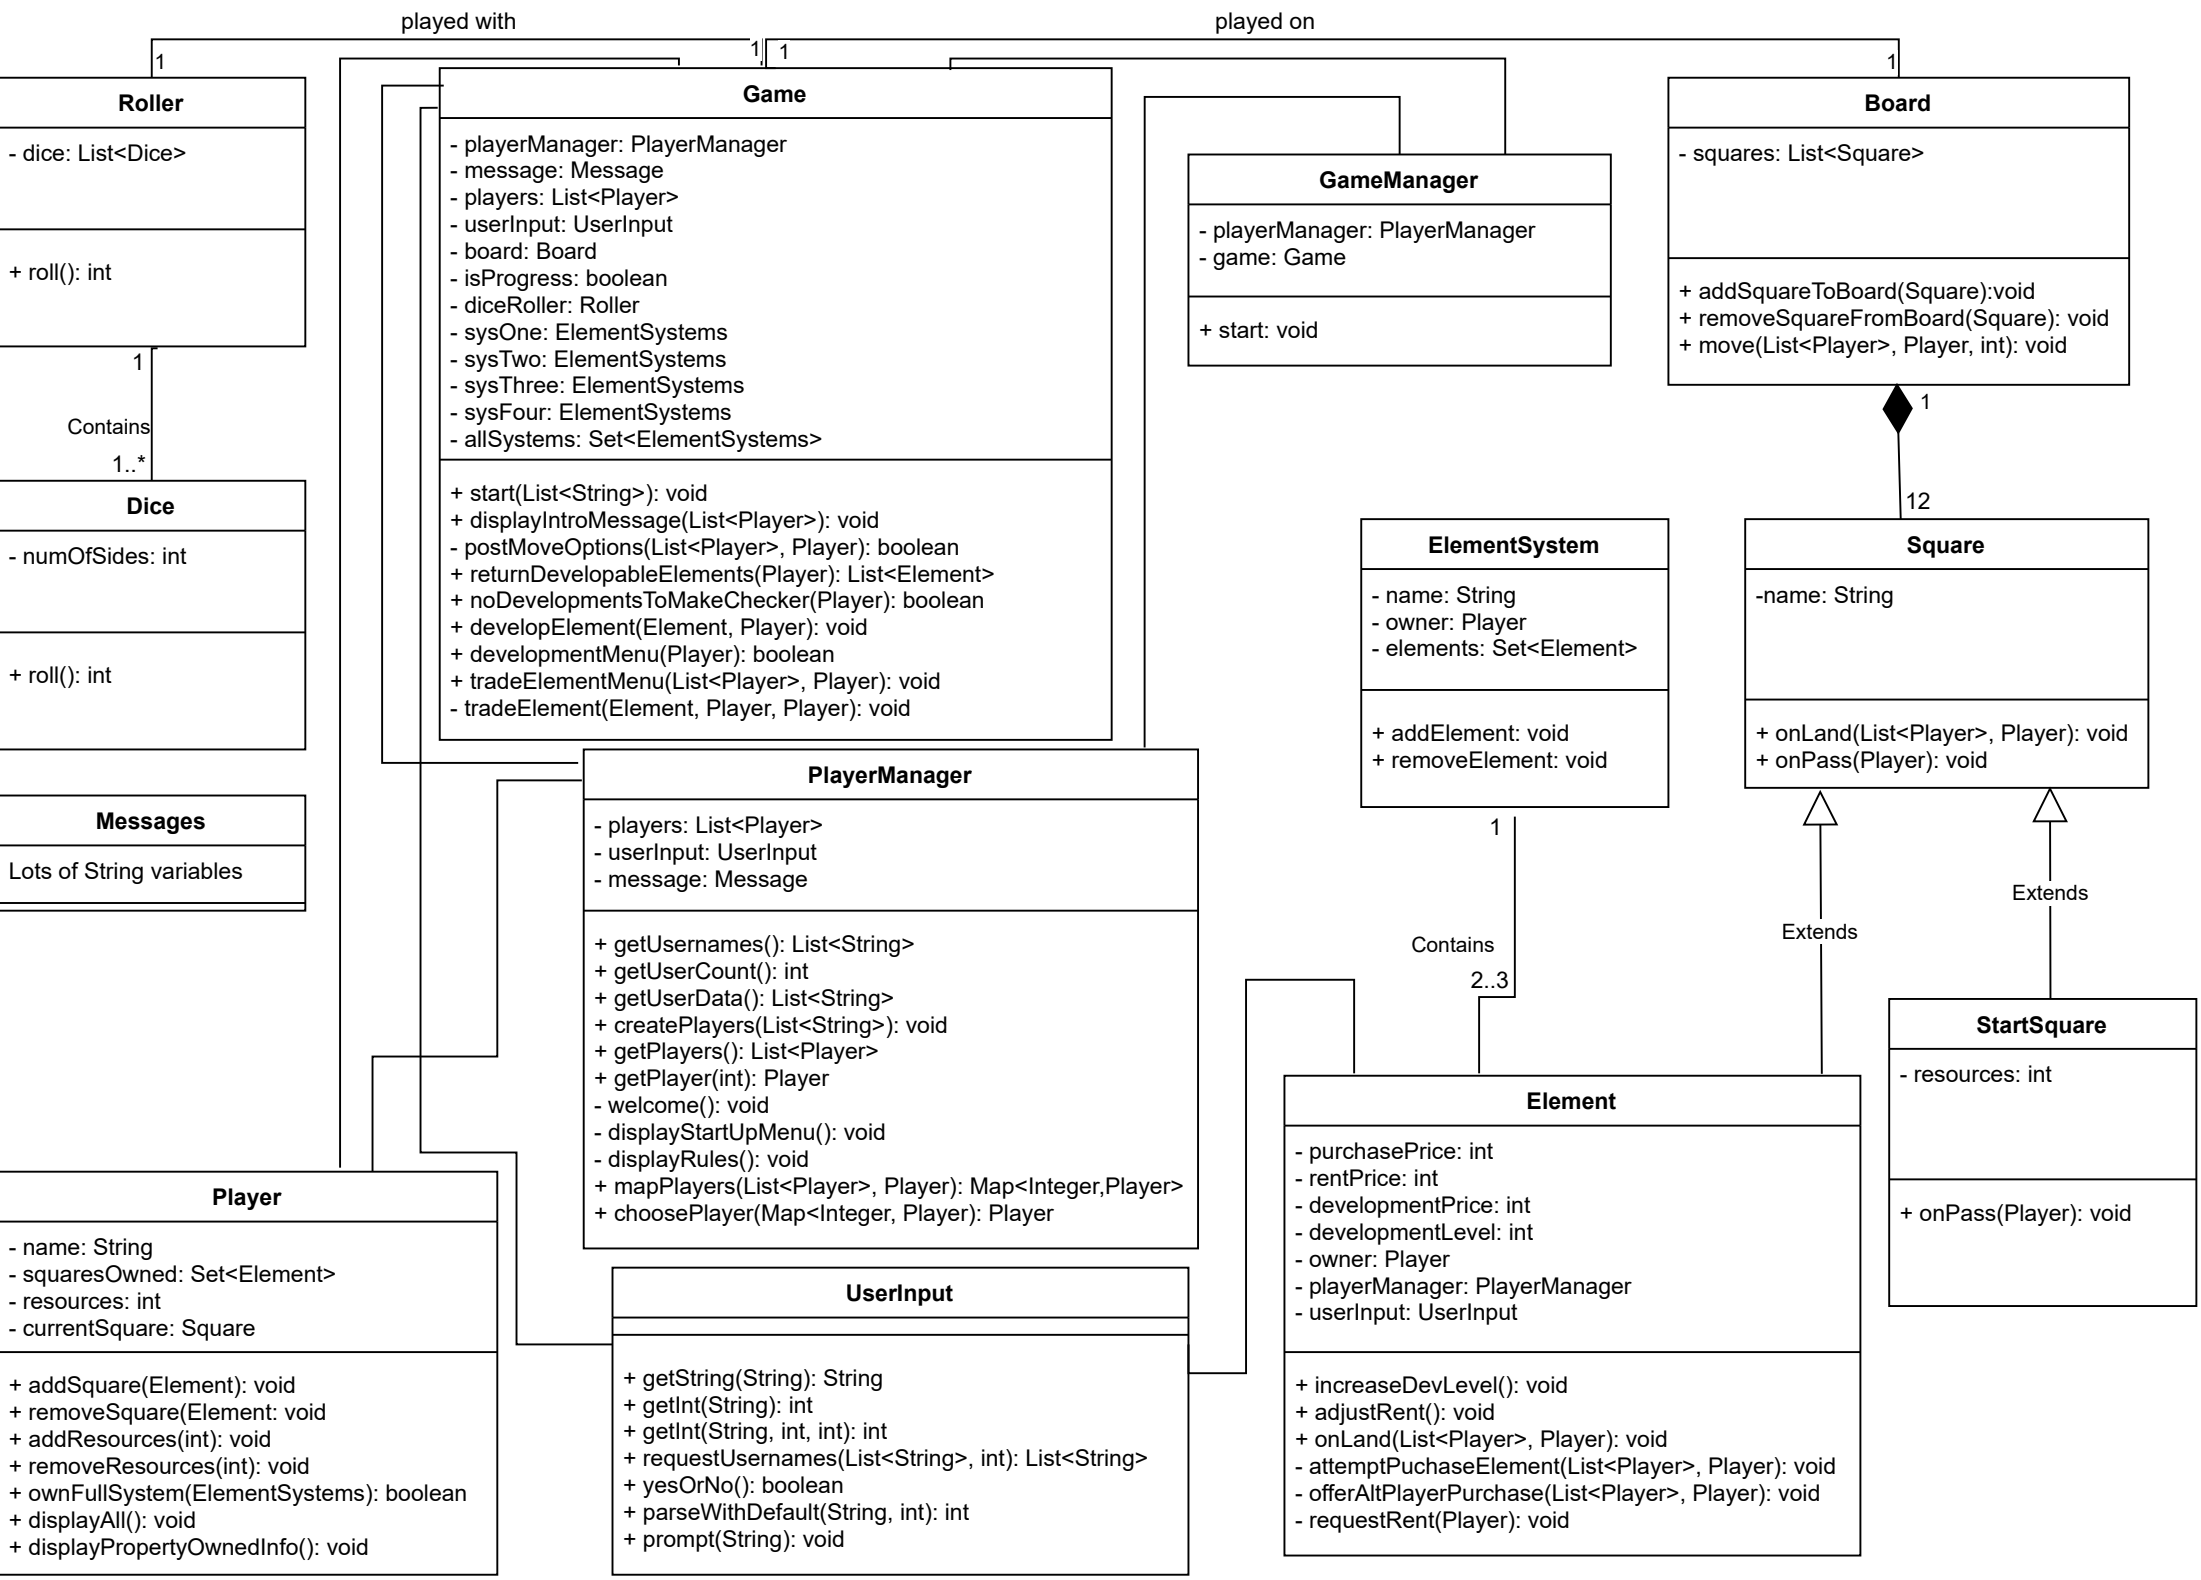 played with
played on
1
1
1
1
Roller
- dice: List<Dice>
+ roll(): int
1
Contains
1..*
Dice
- numOfSides: int
+ roll(): int
Messages
Lots of String variables
Game
- playerManager: PlayerManager
- message: Message
- players: List<Player>
- userInput: UserInput
- board: Board
- isProgress: boolean
- diceRoller: Roller
- sysOne: ElementSystems
- sysTwo: ElementSystems
- sysThree: ElementSystems
- sysFour: ElementSystems
- allSystems: Set<ElementSystems>
+ start(List<String>): void
+ displayIntroMessage(List<Player>): void
- postMoveOptions(List<Player>, Player): boolean
+ returnDevelopableElements(Player): List<Element>
+ noDevelopmentsToMakeChecker(Player): boolean
+ developElement(Element, Player): void
+ developmentMenu(Player): boolean
+ tradeElementMenu(List<Player>, Player): void
- tradeElement(Element, Player, Player): void
GameManager
- playerManager: PlayerManager
- game: Game
+ start: void
Board
- squares: List<Square>
+ addSquareToBoard(Square):void
+ removeSquareFromBoard(Square): void
+ move(List<Player>, Player, int): void
1
12
ElementSystem
- name: String
- owner: Player
- elements: Set<Element>
+ addElement: void
+ removeElement: void
1
Contains
2..3
Square
-name: String
+ onLand(List<Player>, Player): void
+ onPass(Player): void
Extends
Extends
StartSquare
- resources: int
+ onPass(Player): void
PlayerManager
- players: List<Player>
- userInput: UserInput
- message: Message
+ getUsernames(): List<String>
+ getUserCount(): int
+ getUserData(): List<String>
+ createPlayers(List<String>): void
+ getPlayers(): List<Player>
+ getPlayer(int): Player
- welcome(): void
- displayStartUpMenu(): void
- displayRules(): void
+ mapPlayers(List<Player>, Player): Map<Integer,Player>
+ choosePlayer(Map<Integer, Player): Player
Player
- name: String
- squaresOwned: Set<Element>
- resources: int
- currentSquare: Square
+ addSquare(Element): void
+ removeSquare(Element: void
+ addResources(int): void
+ removeResources(int): void
+ ownFullSystem(ElementSystems): boolean
+ displayAll(): void
+ displayPropertyOwnedInfo(): void
UserInput
+ getString(String): String
+ getInt(String): int
+ getInt(String, int, int): int
+ requestUsernames(List<String>, int): List<String>
+ yesOrNo(): boolean
+ parseWithDefault(String, int): int
+ prompt(String): void
Element
- purchasePrice: int
- rentPrice: int
- developmentPrice: int
- developmentLevel: int
- owner: Player
- playerManager: PlayerManager
- userInput: UserInput
+ increaseDevLevel(): void
+ adjustRent(): void
+ onLand(List<Player>, Player): void
- attemptPuchaseElement(List<Player>, Player): void
- offerAltPlayerPurchase(List<Player>, Player): void
- requestRent(Player): void